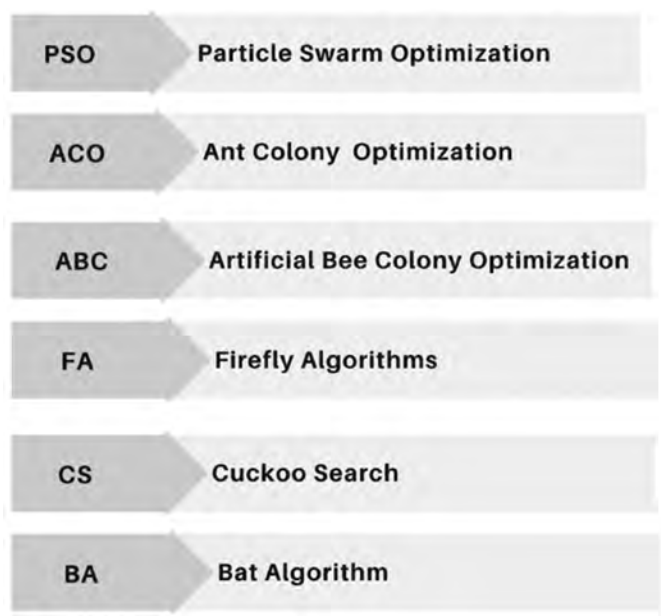 PSO Particle Swarm Optimization
ACO Ant Colony Optimization
ABC Artificial Bee Colony Optimization
FA Firefly Algorithms
CS Cuckoo Search
BA Bat Algorithm